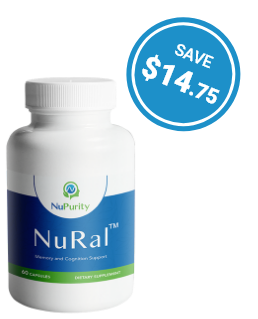 SAVE
$14.75
NuPurity
NuRal™
Memory and Cognition Support
60 CAPSULES
DIETARY SUPPLEMENT